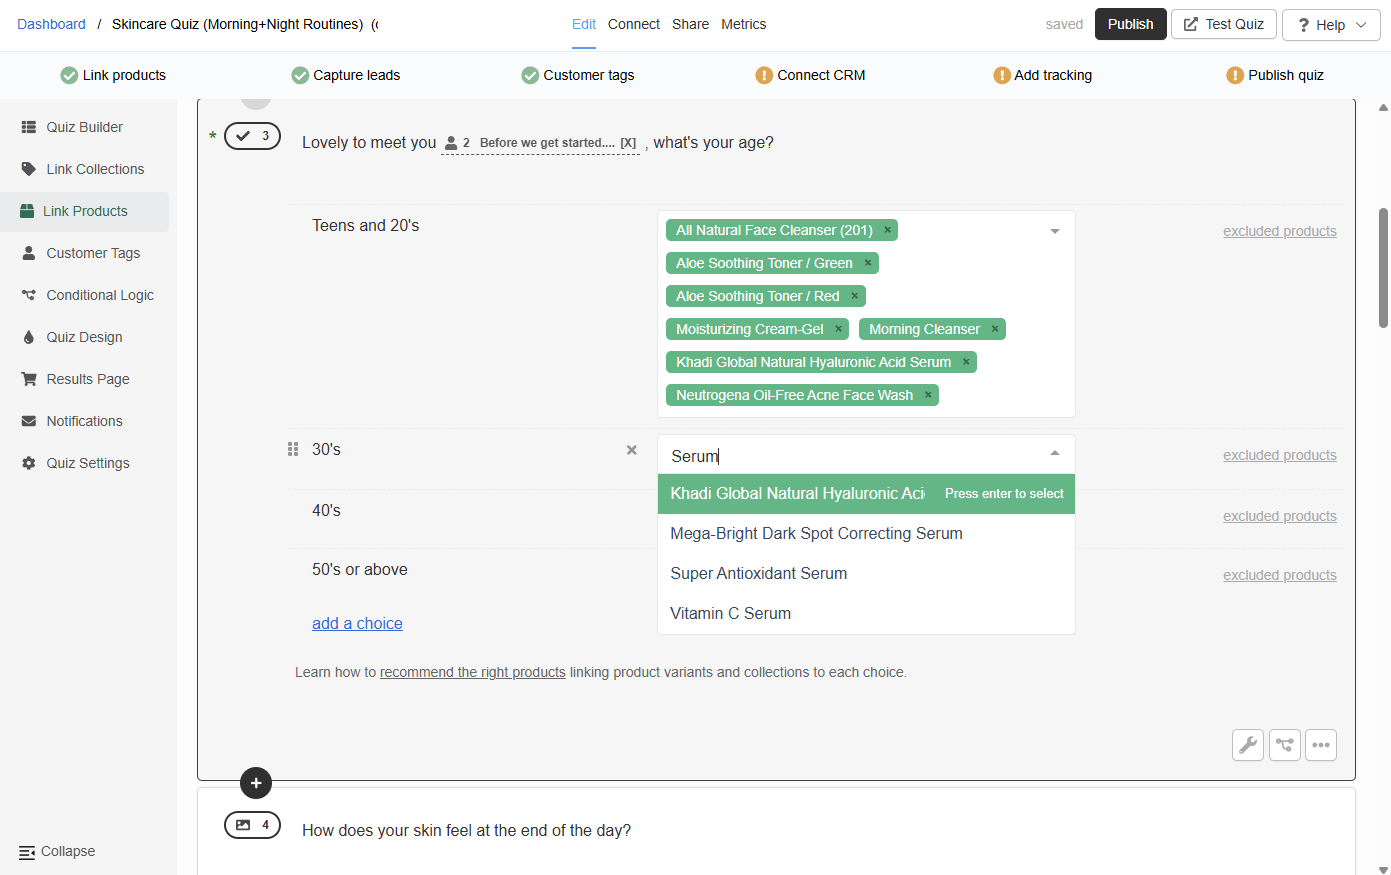 Dashboard / Skincare Quiz (Morning+Night Routines) (c
Edit Connect Share Metrics
saved Publish Test Quiz ? Help
Link products Capture leads Customer tags Connect CRM Add tracking Publish quiz
Quiz Builder
Link Collections
Link Products
Customer Tags
Conditional Logic
Quiz Design
Results Page
Notifications
Quiz Settings
Collapse
* 3 Lovely to meet you 2 Before we get started.... [X] , what's your age?
Teens and 20's
All Natural Face Cleanser (201) ×
Aloe Soothing Toner / Green ×
Aloe Soothing Toner / Red ×
Moisturizing Cream-Gel × Morning Cleanser ×
Khadi Global Natural Hyaluronic Acid Serum ×
Neutrogena Oil-Free Acne Face Wash ×
excluded products
30's
Serum
excluded products
Khadi Global Natural Hyaluronic Aci Press enter to select
Mega-Bright Dark Spot Correcting Serum
Super Antioxidant Serum
Vitamin C Serum
40's
excluded products
50's or above
excluded products
add a choice
Learn how to recommend the right products linking product variants and collections to each choice.
4 How does your skin feel at the end of the day?